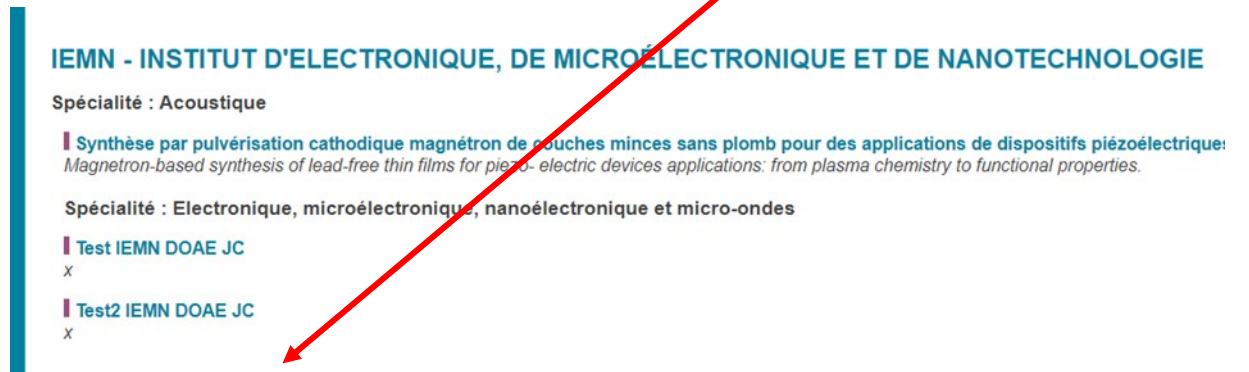 IEMN - INSTITUT D'ELECTRONIQUE, DE MICROÉLECTRONIQUE ET DE NANOTECHNOLOGIE
Spécialité : Acoustique
Synthèse par pulvérisation cathodique magnétron de couches minces sans plomb pour des applications de dispositifs piézoélectriques
Magnetron-based synthesis of lead-free thin films for piezo- electric devices applications: from plasma chemistry to functional properties.
Spécialité : Electronique, microélectronique, nanoélectronique et micro-ondes
Test IEMN DOAE JC
x
Test2 IEMN DOAE JC
x